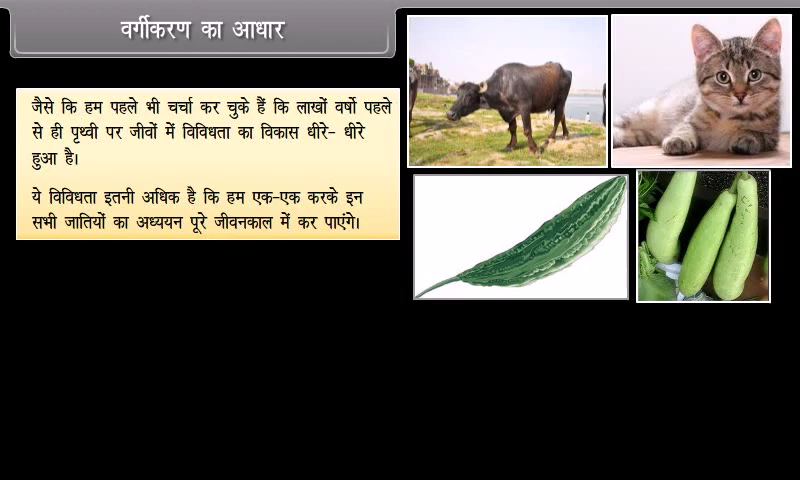 वर्गीकरण का आधार
जैसे कि हम पहले भी चर्चा कर चुके हैं कि लाखों वर्षो पहले
से ही पृथ्वी पर जीवों में विविधता का विकास धीरे- धीरे
हुआ है।
ये विविधता इतनी अधिक है कि हम एक-एक करके इन
सभी जातियों का अध्ययन पूरे जीवनकाल में कर पाएंगे।